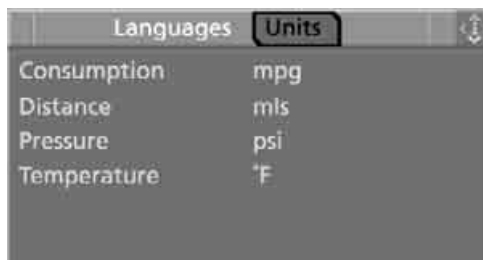 Languages Units
Consumption mpg
Distance mls
Pressure psi
Temperature °F